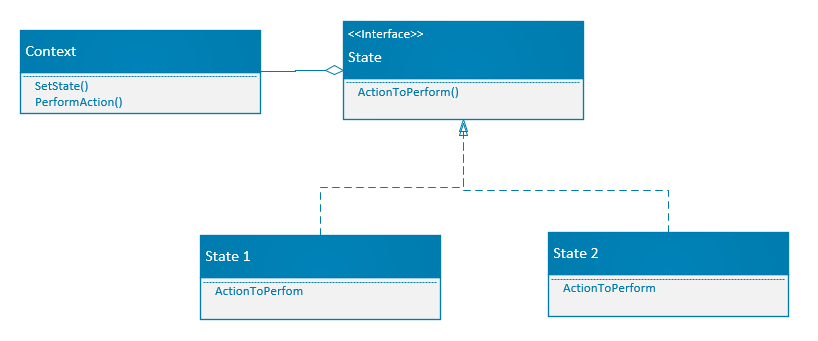 Context
SetState()
PerformAction()
<<Interface>>
State
ActionToPerform()
State 1
ActionToPerfom
State 2
ActionToPerform